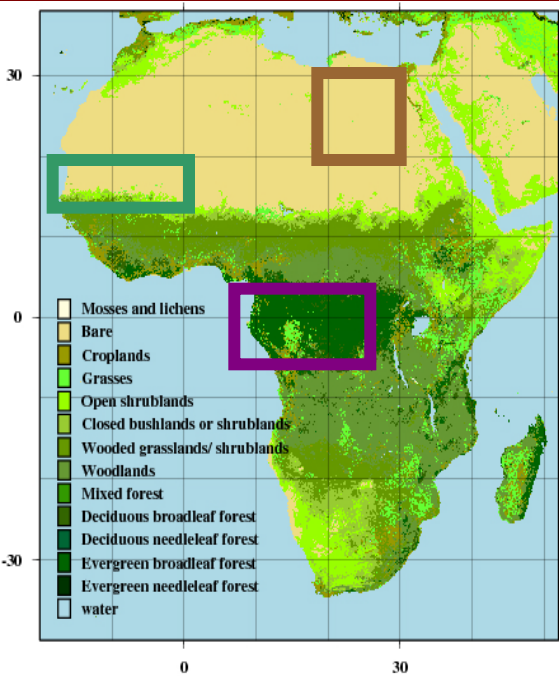 30
0
-30
Mosses and lichens
Bare
Croplands
Grasses
Open shrublands
Closed bushlands or shrublands
Wooded grasslands/ shrublands
Woodlands
Mixed forest
Deciduous broadleaf forest
Deciduous needleleaf forest
Evergreen broadleaf forest
Evergreen needleleaf forest
water
0 30